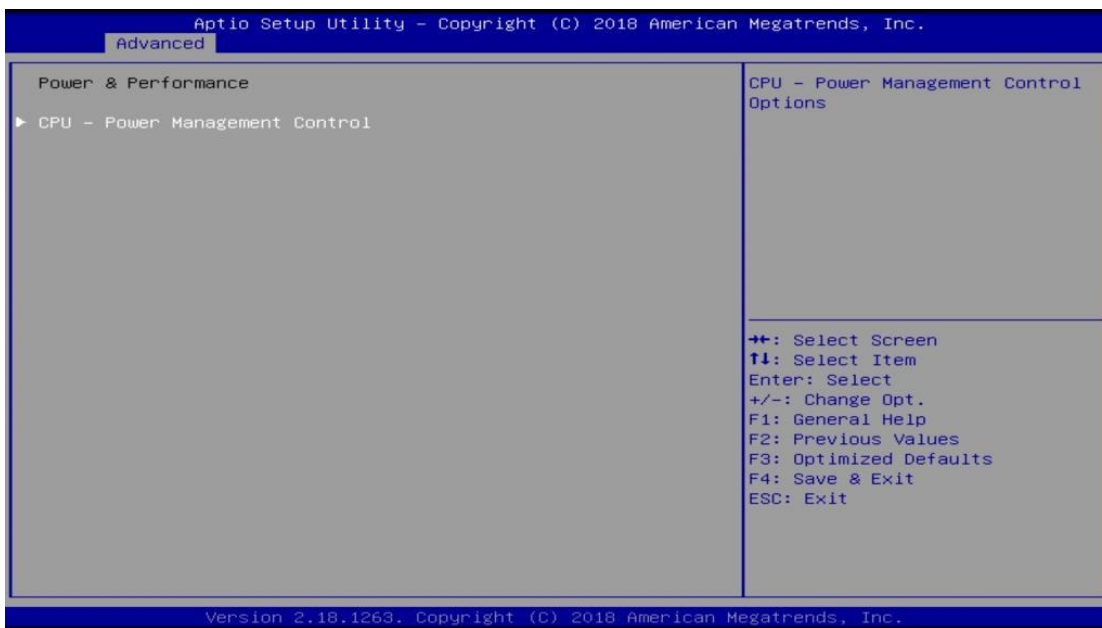 Aptio Setup Utility – Copyright (C) 2018 American Megatrends, Inc.
Advanced
Power & Performance
▶ CPU – Power Management Control
CPU – Power Management Control
Options
→←: Select Screen
↑↓: Select Item
Enter: Select
+/-: Change Opt.
F1: General Help
F2: Previous Values
F3: Optimized Defaults
F4: Save & Exit
ESC: Exit
Version 2.18.1263. Copyright (C) 2018 American Megatrends, Inc.